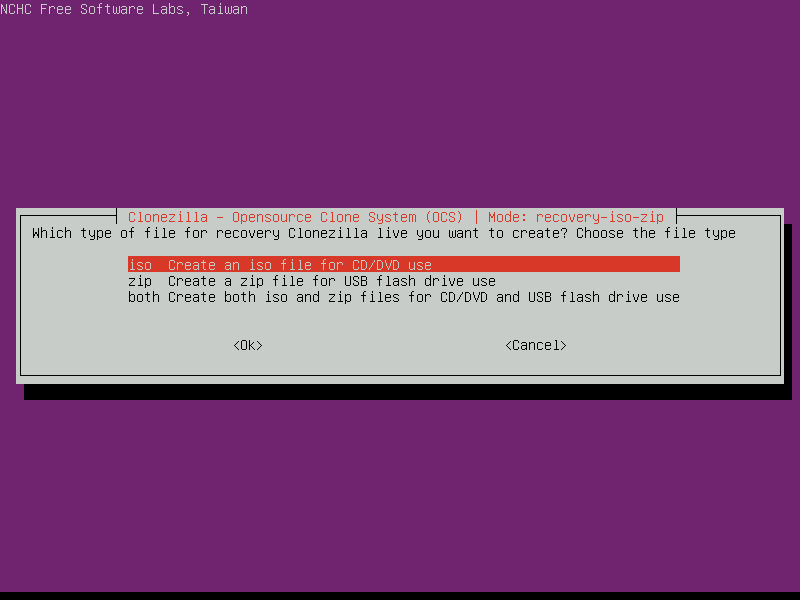 NCHC Free Software Labs, Taiwan
Clonezilla - Opensource Clone System (OCS) | Mode: recovery-iso-zip
Which type of file for recovery Clonezilla live you want to create? Choose the file type
iso  Create an iso file for CD/DVD use
zip  Create a zip file for USB flash drive use
both Create both iso and zip files for CD/DVD and USB flash drive use
<Ok> <Cancel>